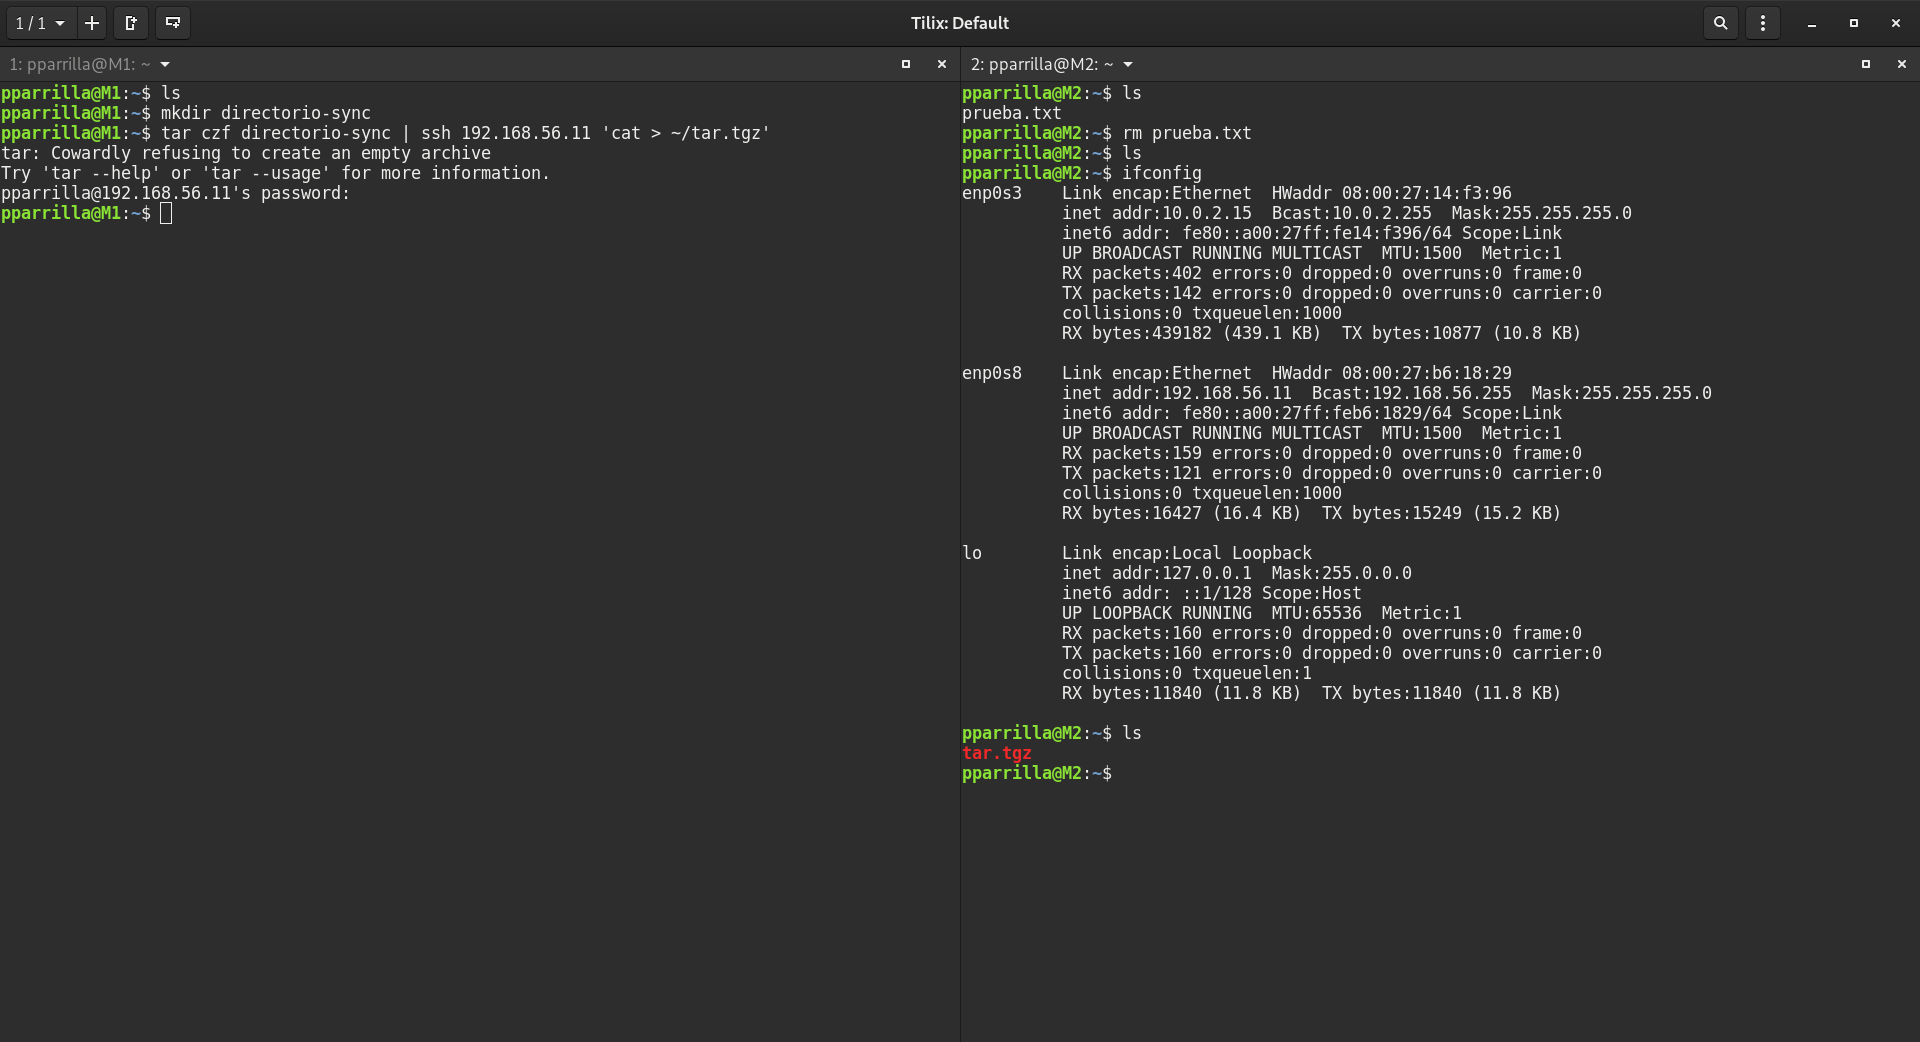 1 / 1
Tilix: Default
1: pparrilla@M1: ~
pparrilla@M1:~$ ls
pparrilla@M1:~$ mkdir directorio-sync
pparrilla@M1:~$ tar czf directorio-sync | ssh 192.168.56.11 'cat > ~/tar.tgz'
tar: Cowardly refusing to create an empty archive
Try 'tar --help' or 'tar --usage' for more information.
pparrilla@192.168.56.11's password:
pparrilla@M1:~$
2: pparrilla@M2: ~
pparrilla@M2:~$ ls
prueba.txt
pparrilla@M2:~$ rm prueba.txt
pparrilla@M2:~$ ls
pparrilla@M2:~$ ifconfig
enp0s3    Link encap:Ethernet  HWaddr 08:00:27:14:f3:96
          inet addr:10.0.2.15  Bcast:10.0.2.255  Mask:255.255.255.0
          inet6 addr: fe80::a00:27ff:fe14:f396/64 Scope:Link
          UP BROADCAST RUNNING MULTICAST  MTU:1500  Metric:1
          RX packets:402 errors:0 dropped:0 overruns:0 frame:0
          TX packets:142 errors:0 dropped:0 overruns:0 carrier:0
          collisions:0 txqueuelen:1000
          RX bytes:439182 (439.1 KB)  TX bytes:10877 (10.8 KB)
enp0s8    Link encap:Ethernet  HWaddr 08:00:27:b6:18:29
          inet addr:192.168.56.11  Bcast:192.168.56.255  Mask:255.255.255.0
          inet6 addr: fe80::a00:27ff:feb6:1829/64 Scope:Link
          UP BROADCAST RUNNING MULTICAST  MTU:1500  Metric:1
          RX packets:159 errors:0 dropped:0 overruns:0 frame:0
          TX packets:121 errors:0 dropped:0 overruns:0 carrier:0
          collisions:0 txqueuelen:1000
          RX bytes:16427 (16.4 KB)  TX bytes:15249 (15.2 KB)
lo        Link encap:Local Loopback
          inet addr:127.0.0.1  Mask:255.0.0.0
          inet6 addr: ::1/128 Scope:Host
          UP LOOPBACK RUNNING  MTU:65536  Metric:1
          RX packets:160 errors:0 dropped:0 overruns:0 frame:0
          TX packets:160 errors:0 dropped:0 overruns:0 carrier:0
          collisions:0 txqueuelen:1
          RX bytes:11840 (11.8 KB)  TX bytes:11840 (11.8 KB)
pparrilla@M2:~$ ls
tar.tgz
pparrilla@M2:~$